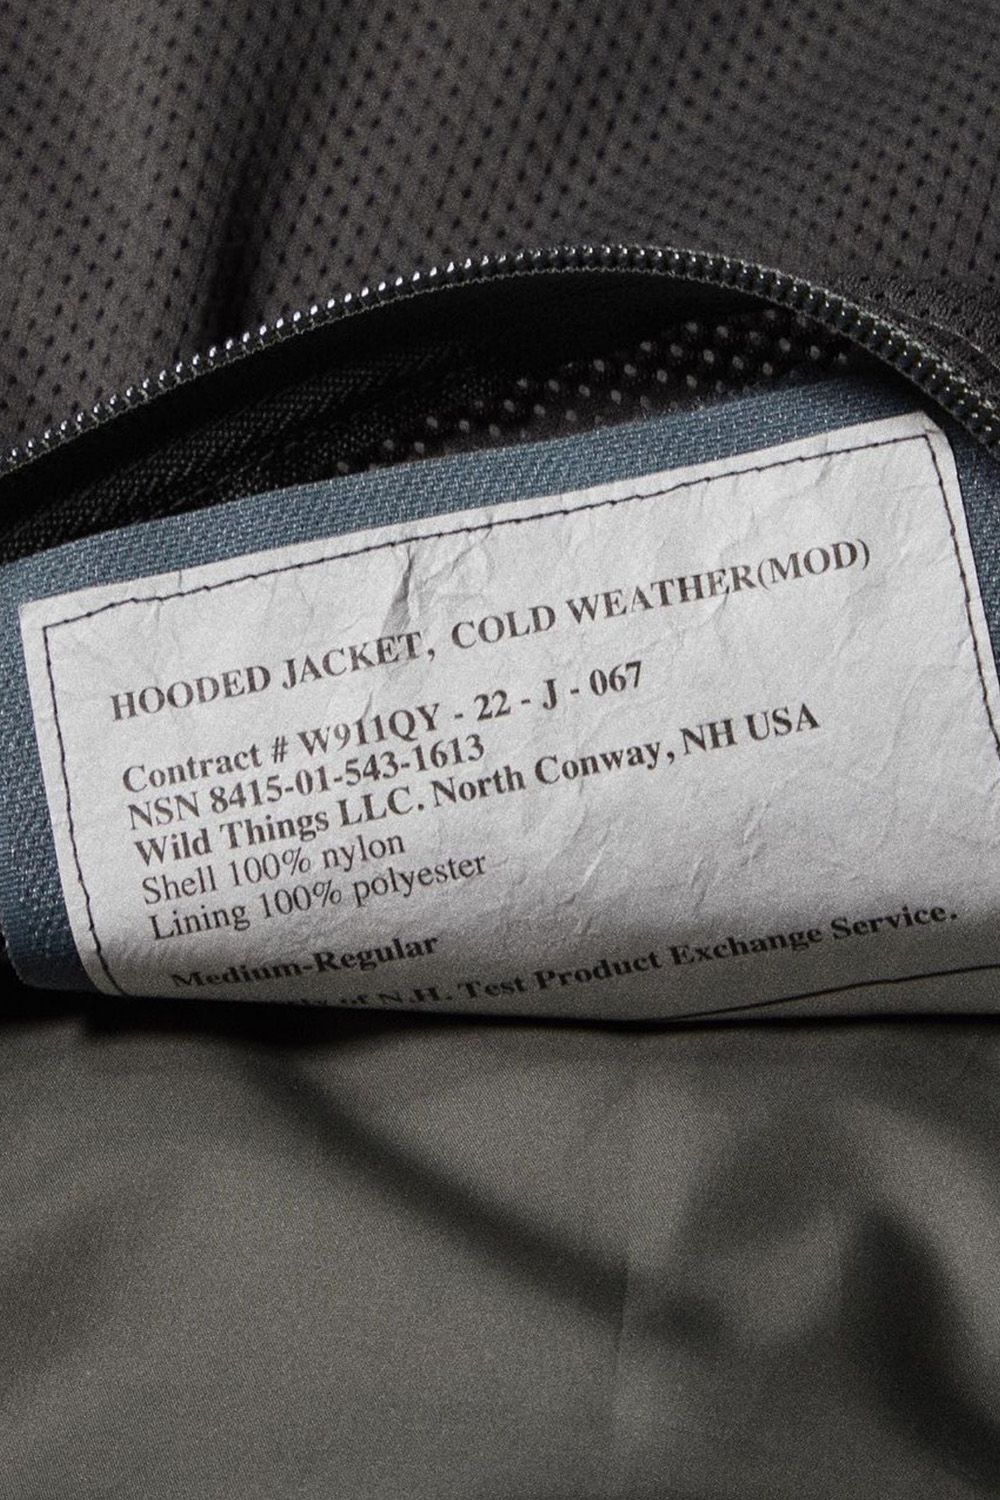 HOODED JACKET, COLD WEATHER(MOD)
Contract # W911QY - 22 - J - 067
NSN 8415-01-543-1613
Wild Things LLC. North Conway, NH USA
Shell 100% nylon
Lining 100% polyester
Medium-Regular
of N.H. Test Product Exchange Service.